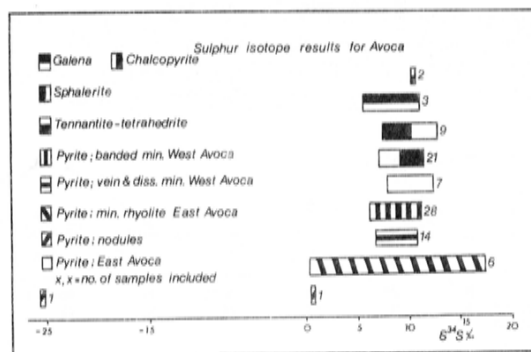 Sulphur isotope results for Avoca
Galena Chalcopyrite
2
Sphalerite
3
Tennantite-tetrahedrite
9
Pyrite; banded min. West Avoca
21
Pyrite; vein & diss. min. West Avoca
7
Pyrite; min. rhyolite East Avoca
28
Pyrite; nodules
14
Pyrite; East Avoca
6
x, x=no. of samples included
1 1
-25 -15 0 5 10 15 20
δ34S ‰